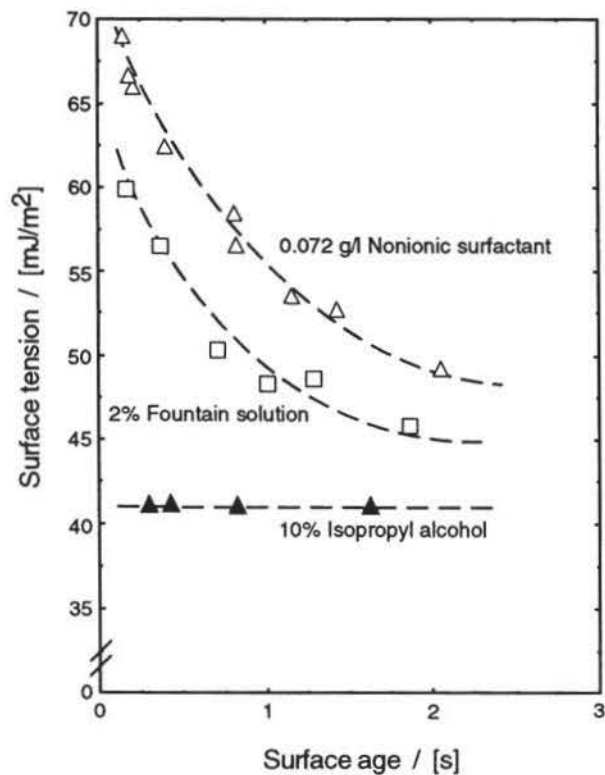 70
65
60
55
50
45
40
35
0
Surface tension / [mJ/m²]
0.072 g/l Nonionic surfactant
2% Fountain solution
10% Isopropyl alcohol
0 1 2 3
Surface age / [s]